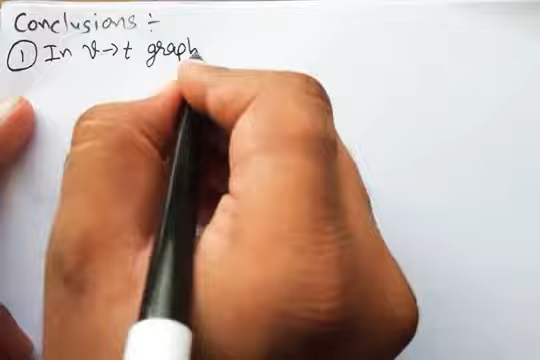 Conclusions :-
① In v→t graph